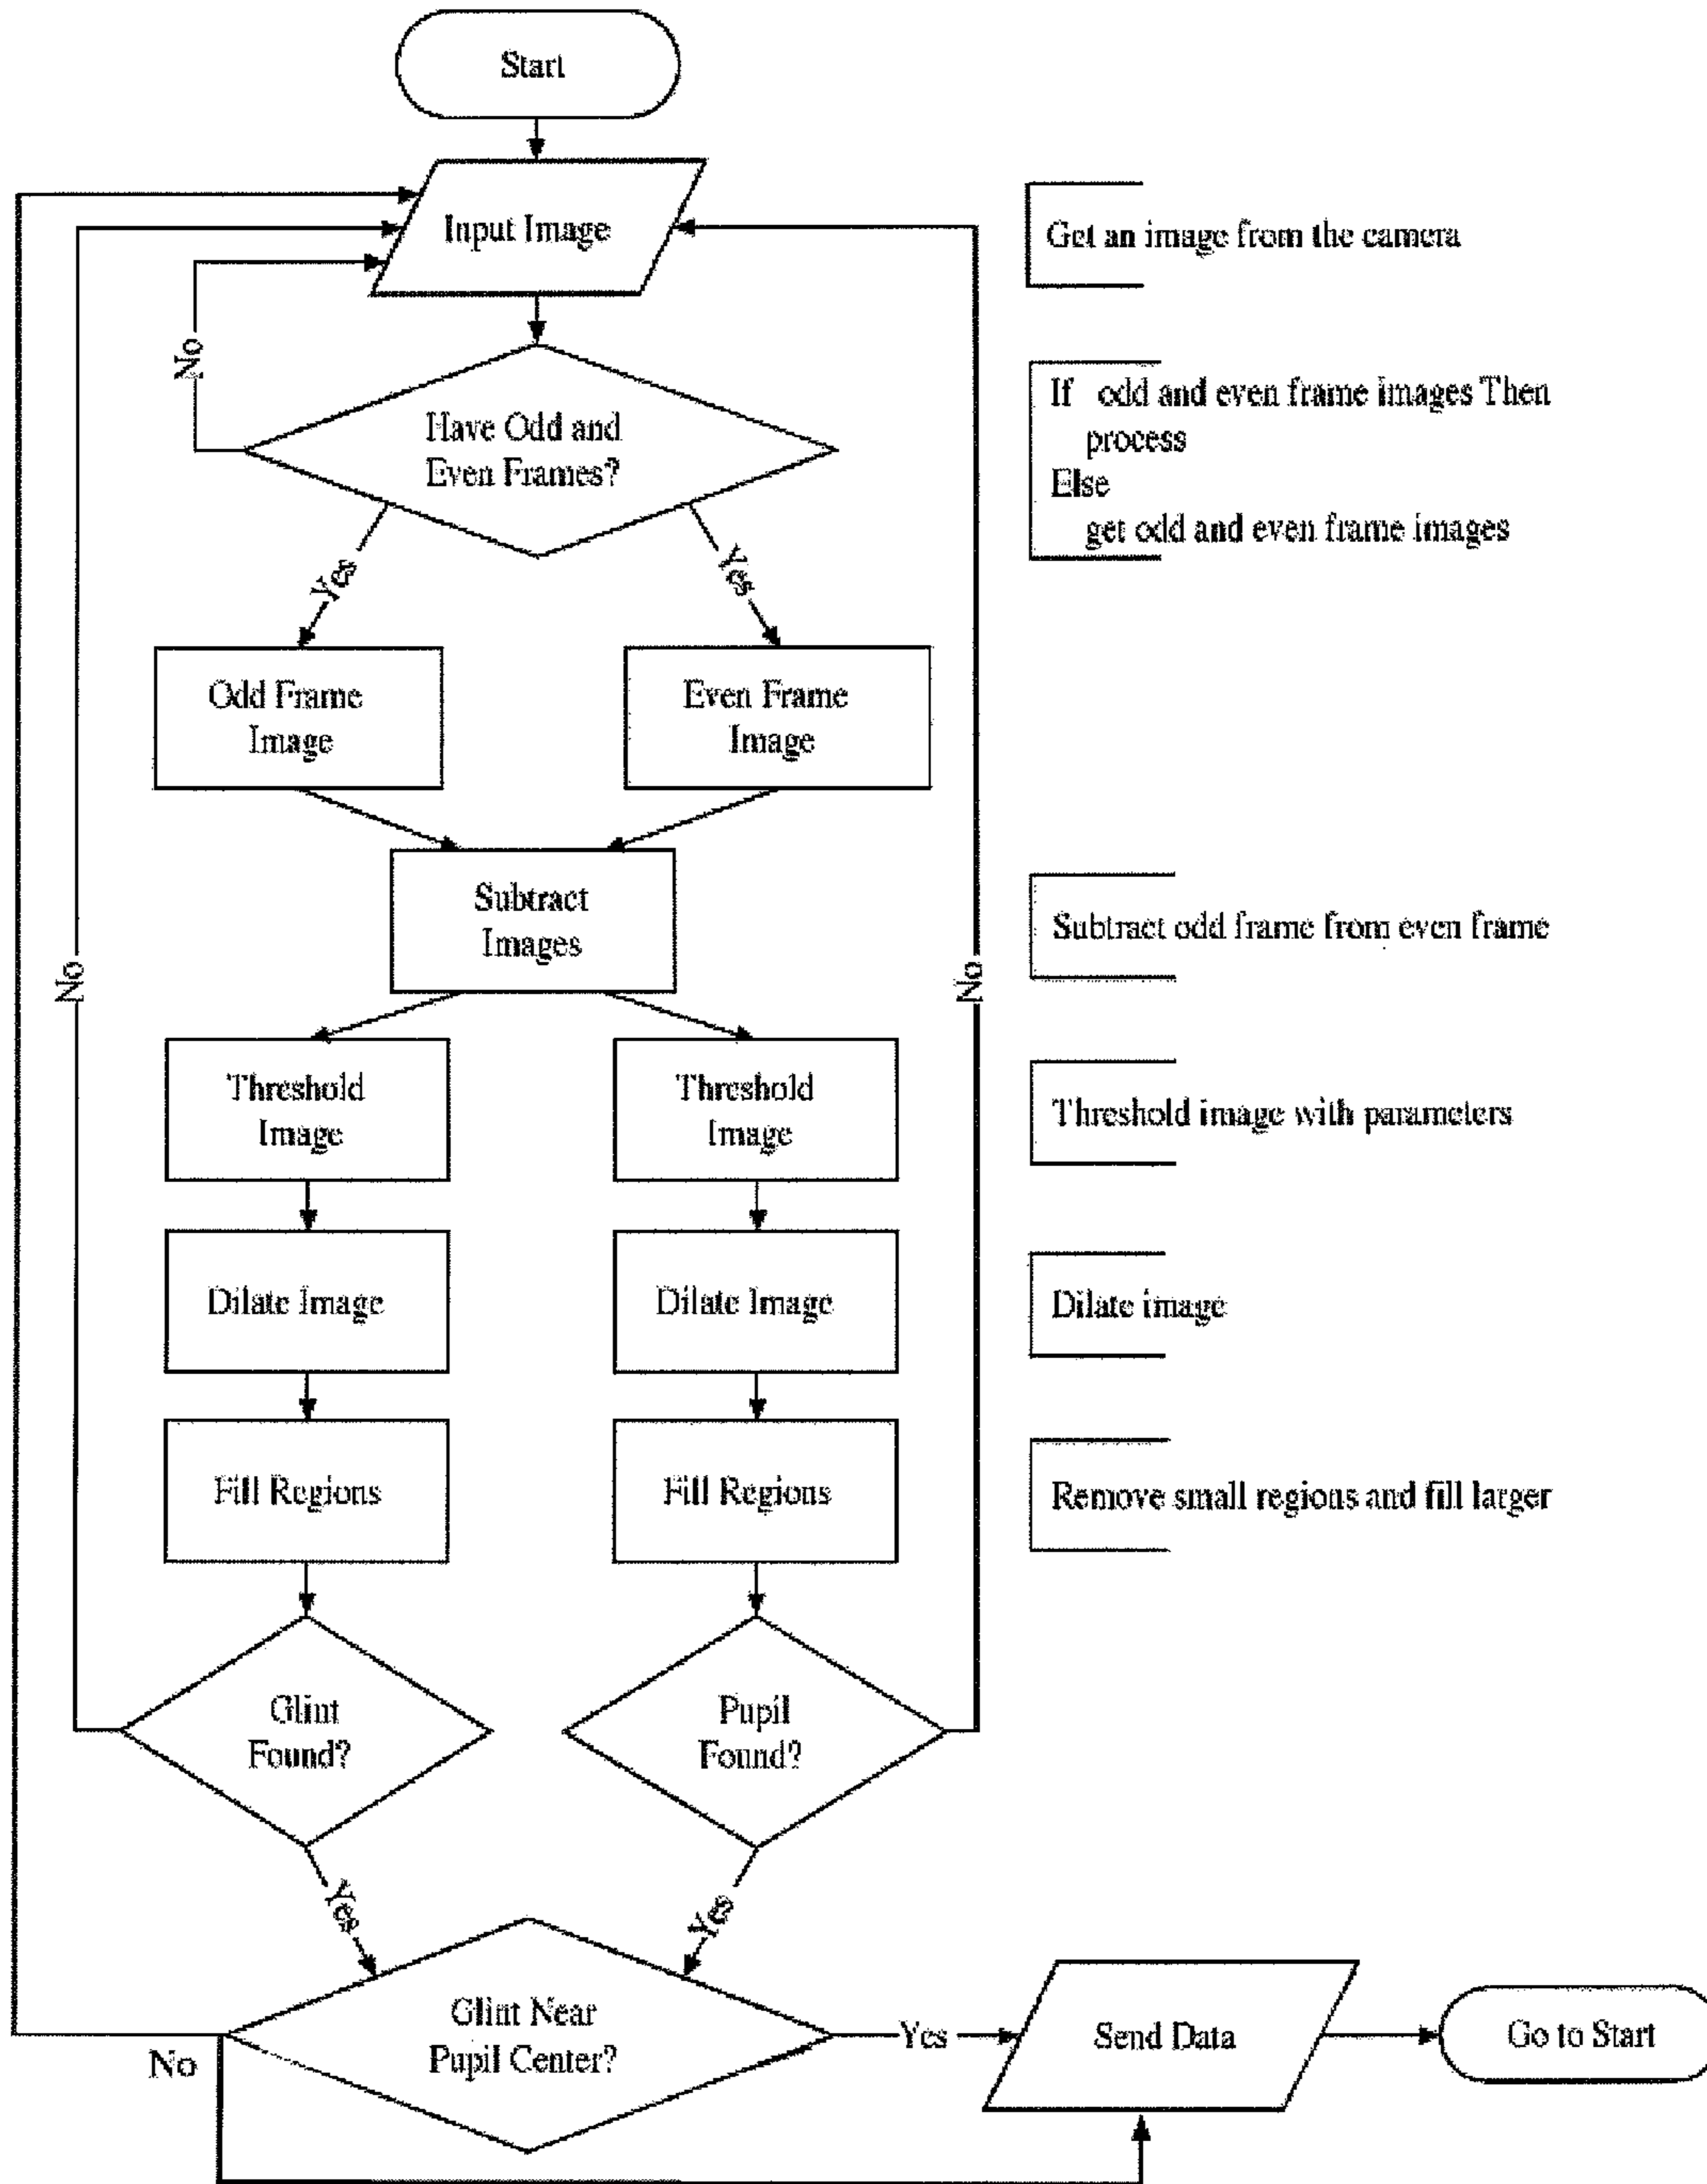 Start
Input Image
Get an image from the camera
No
Have Odd and
Even Frames?
If odd and even frame images Then
process
Else
get odd and even frame images
Yes
Yes
Odd Frame
Image
Even Frame
Image
Subtract
Images
Subtract odd frame from even frame
No
No
Threshold
Image
Threshold
Image
Threshold image with parameters
Dilate Image
Dilate Image
Dilate image
Fill Regions
Fill Regions
Remove small regions and fill larger
Glint
Found?
Pupil
Found?
Yes
Yes
Glint Near
Pupil Center?
No
Yes
Send Data
Go to Start